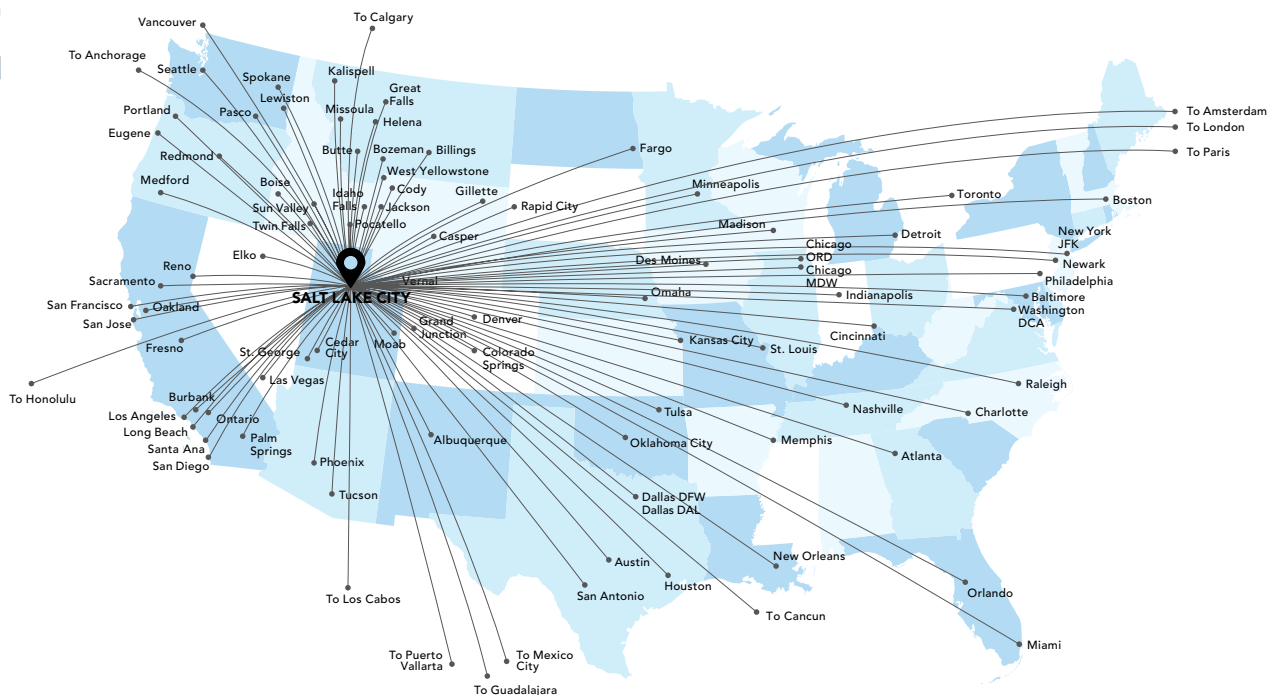 To Calgary
Vancouver
To Anchorage
Seattle
Spokane
Kalispell
Lewiston
Great
Falls
Portland
Pasco
Missoula
Helena
Eugene
Redmond
Butte
Bozeman
Billings
West Yellowstone
Medford
Boise
Idaho
Falls
Cody
Gillette
Sun Valley
Jackson
Rapid City
Twin Falls
Pocatello
Casper
Elko
Reno
Sacramento
Vernal
SALT LAKE CITY
San Francisco
Oakland
San Jose
Fresno
St. George
Cedar
City
Moab
Grand
Junction
Denver
Colorado
Springs
To Honolulu
Las Vegas
Burbank
Los Angeles
Ontario
Long Beach
Santa Ana
San Diego
Palm
Springs
Phoenix
Tucson
Albuquerque
To Los Cabos
To Puerto
Vallarta
To Mexico
City
To Guadalajara
Fargo
Minneapolis
Madison
Des Moines
Chicago
ORD
Chicago
MDW
Omaha
Indianapolis
Cincinnati
Kansas City
St. Louis
Nashville
Tulsa
Oklahoma City
Memphis
Atlanta
Charlotte
Raleigh
Dallas DFW
Dallas DAL
Austin
San Antonio
Houston
New Orleans
To Cancun
Orlando
Miami
To Amsterdam
To London
To Paris
Toronto
Boston
Detroit
New York
JFK
Newark
Philadelphia
Baltimore
Washington
DCA